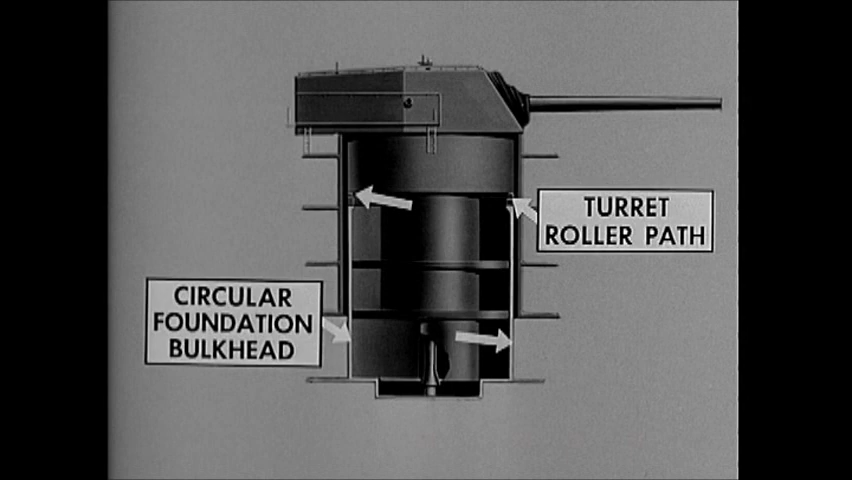 TURRET
ROLLER PATH
CIRCULAR
FOUNDATION
BULKHEAD